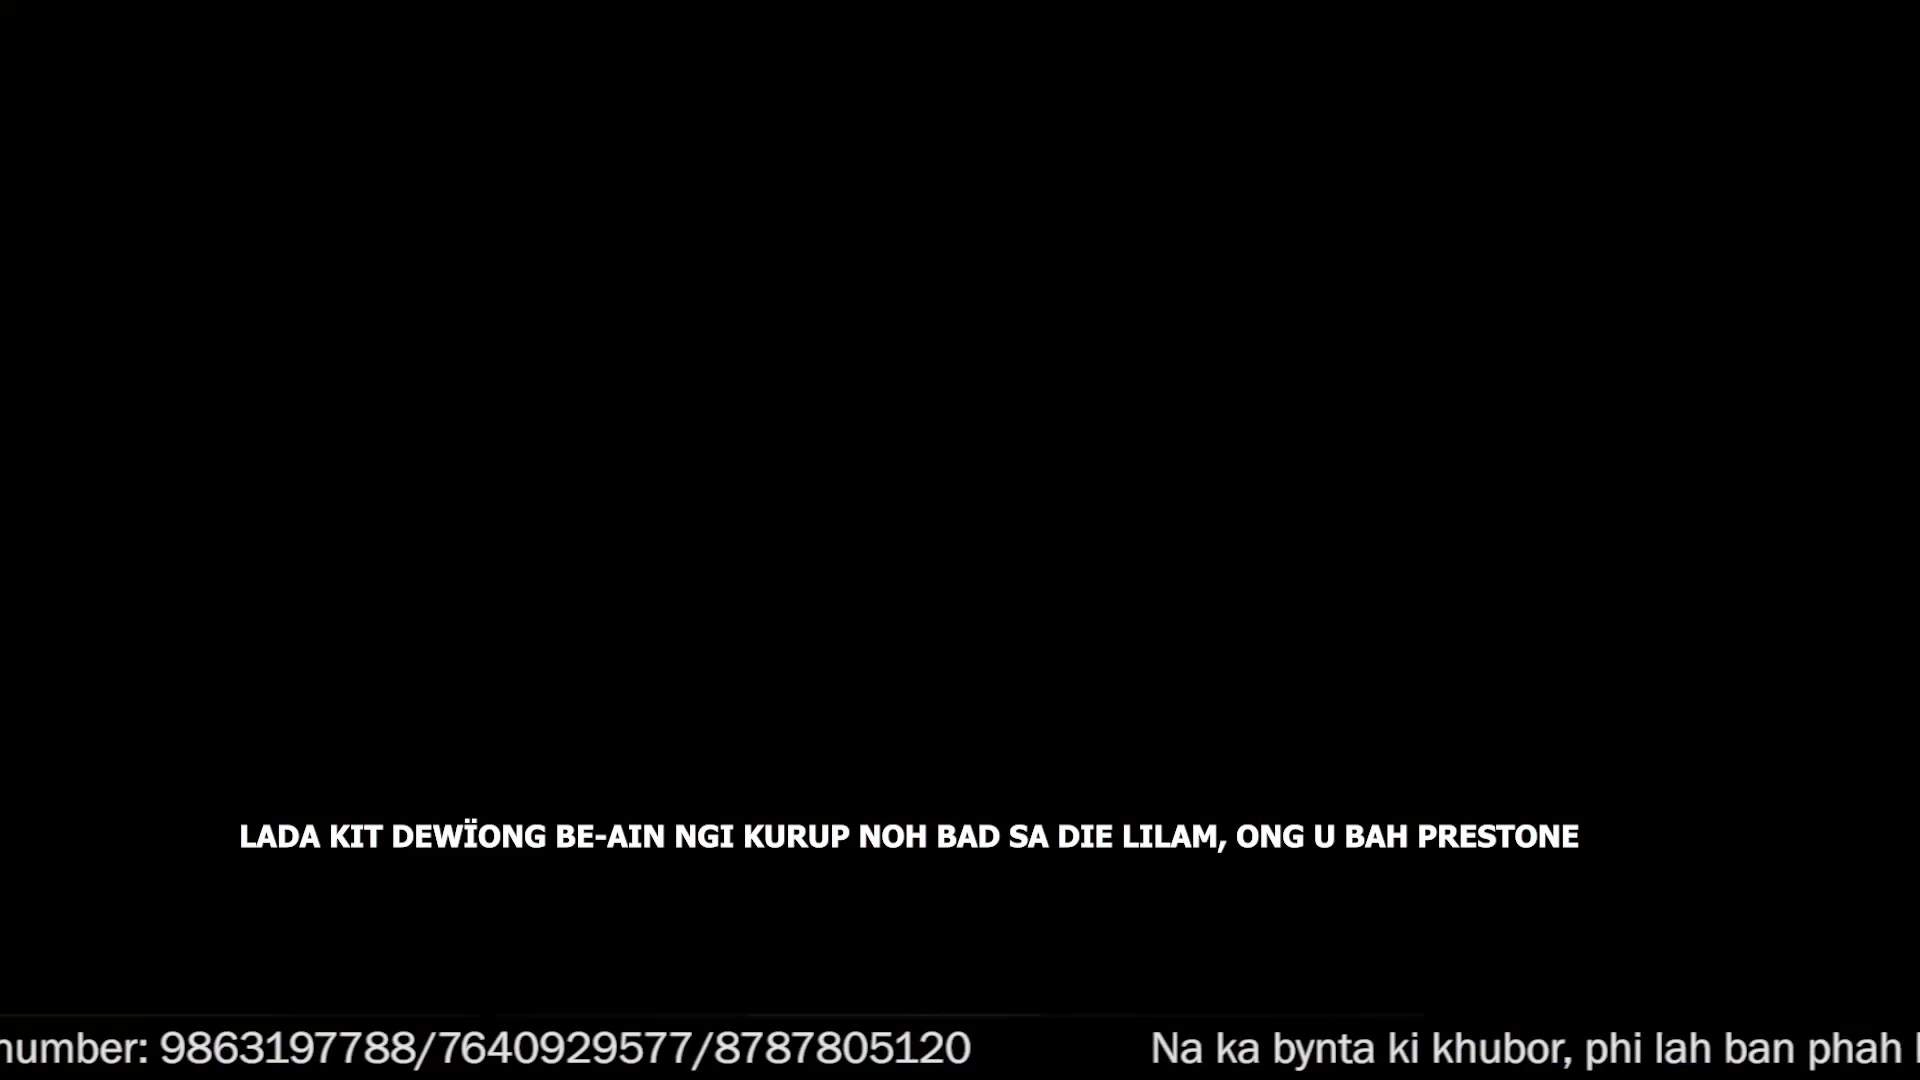 LADA KIT DEWÏONG BE-AIN NGI KURUP NOH BAD SA DIE LILAM, ONG U BAH PRESTONE
number: 9863197788/7640929577/8787805120 Na ka bynta ki khubor, phi lah ban phah